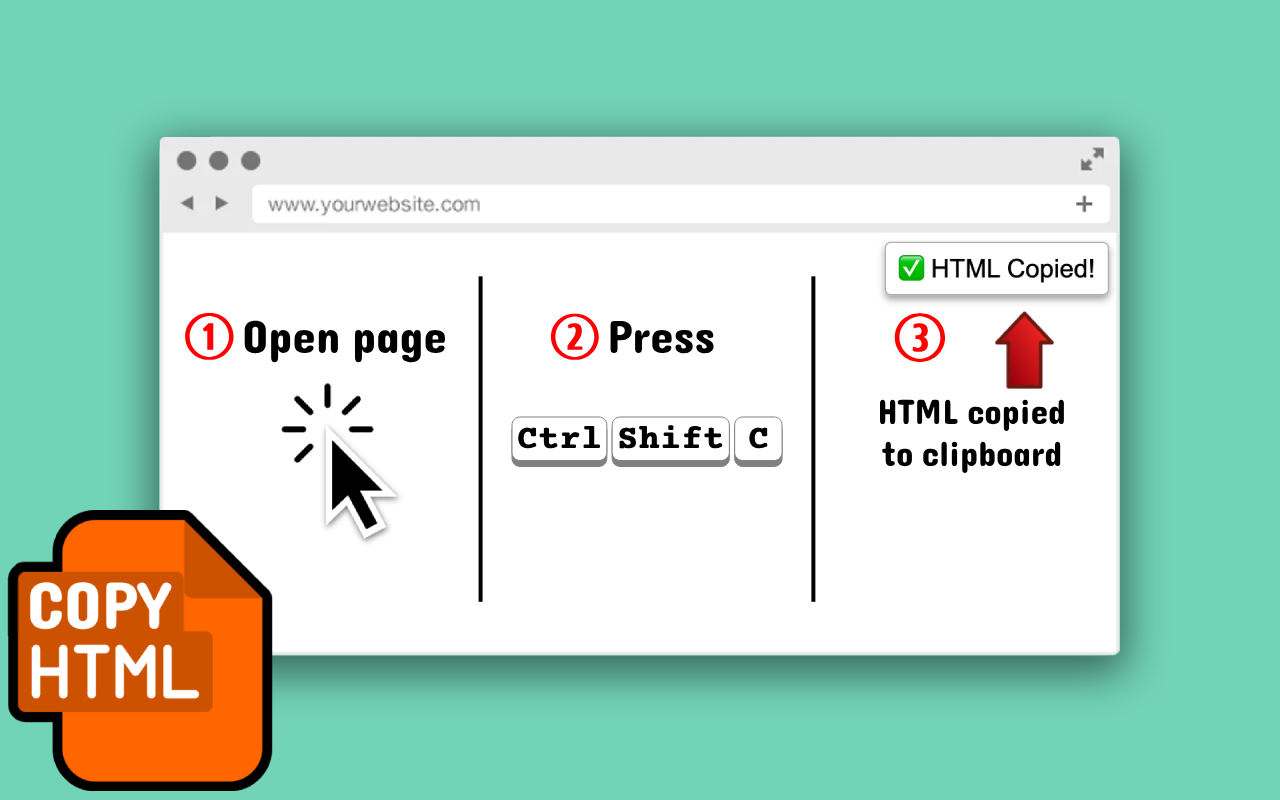 www.yourwebsite.com
✅ HTML Copied!
1 Open page
2 Press
Ctrl Shift C
3
HTML copied
to clipboard
COPY
HTML